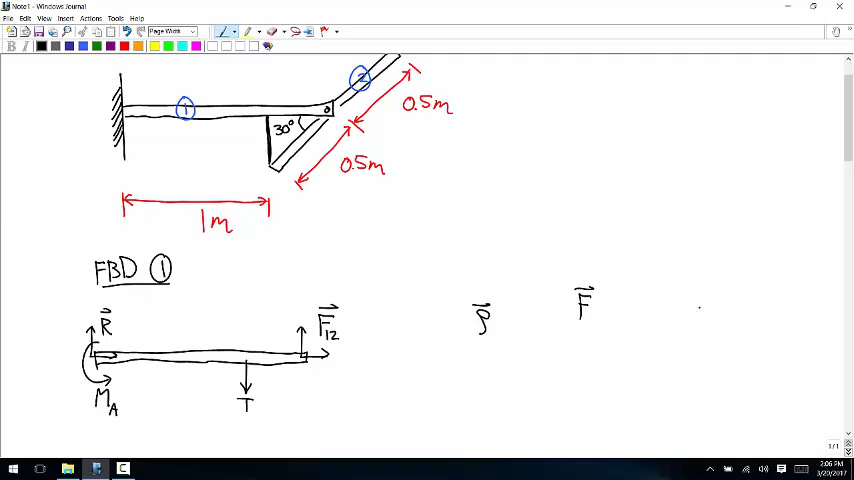 Note1 - Windows Journal
File Edit View Insert Actions Tools Help
Page Width
B I
① ②
0.5m
30°
0.5m
1m
FBD ①
R F12 ρ F
MA T
1/1
2:06 PM
3/20/2017